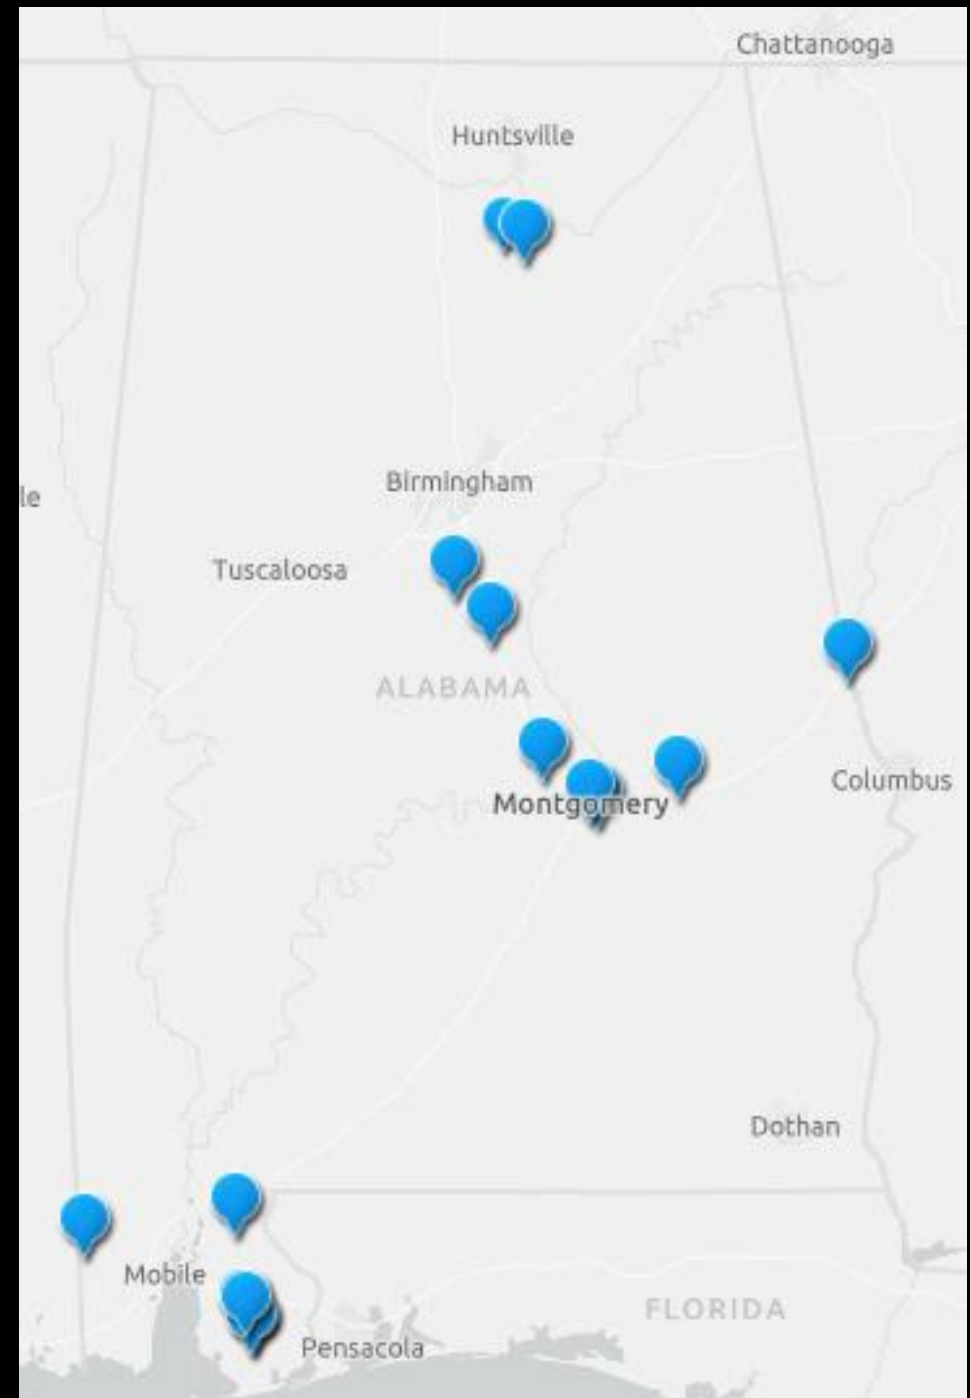 Chattanooga
Huntsville
Birmingham
le
Tuscaloosa
ALABAMA
Columbus
Montgomery
Dothan
Mobile
FLORIDA
Pensacola